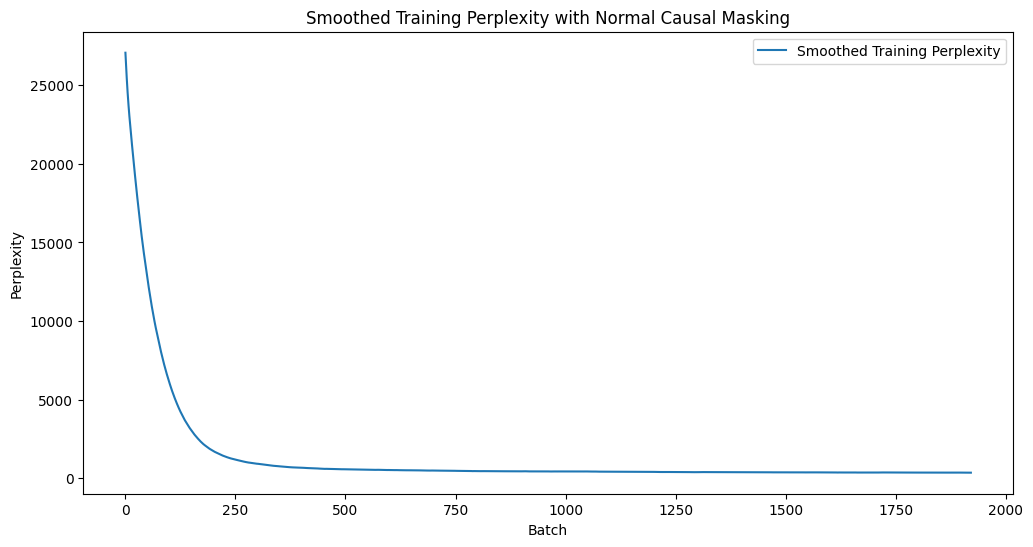 Smoothed Training Perplexity with Normal Causal Masking
Smoothed Training Perplexity
25000
20000
15000
10000
5000
0
Perplexity
0 250 500 750 1000 1250 1500 1750 2000
Batch